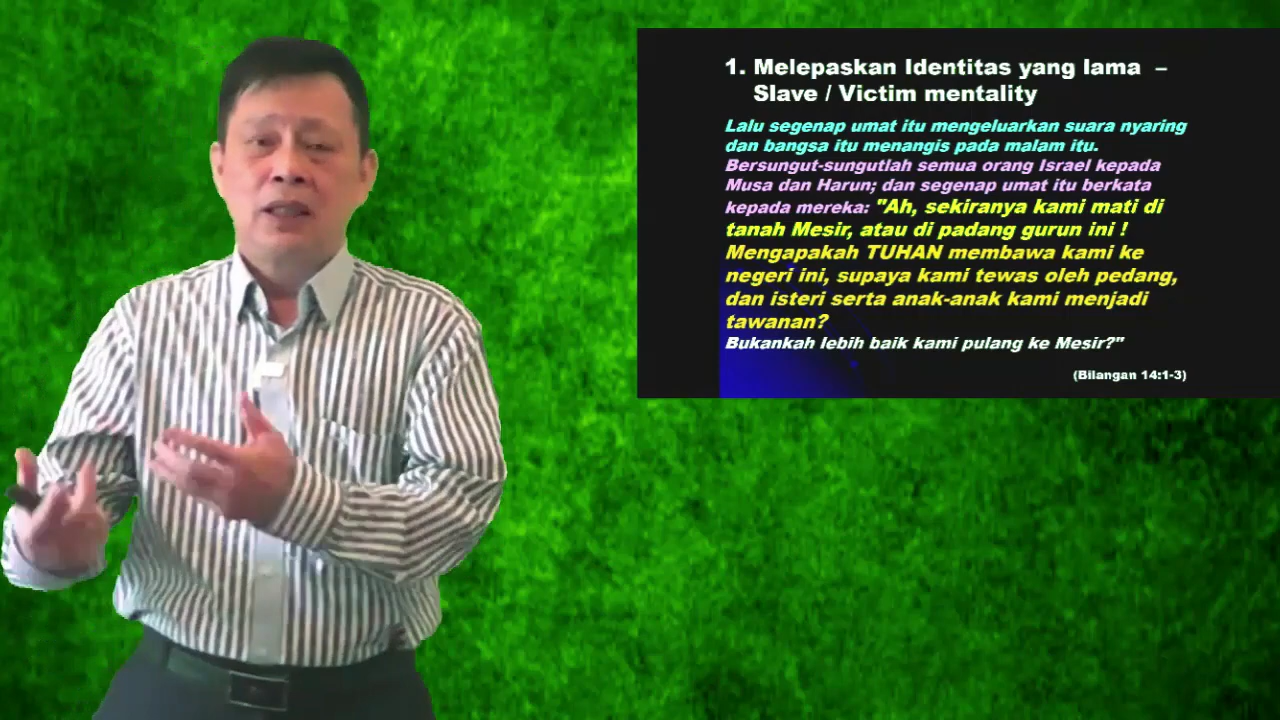 1. Melepaskan Identitas yang lama –
Slave / Victim mentality
Lalu segenap umat itu mengeluarkan suara nyaring
dan bangsa itu menangis pada malam itu.
Bersungut-sungutlah semua orang Israel kepada
Musa dan Harun; dan segenap umat itu berkata
kepada mereka: "Ah, sekiranya kami mati di
tanah Mesir, atau di padang gurun ini !
Mengapakah TUHAN membawa kami ke
negeri ini, supaya kami tewas oleh pedang,
dan isteri serta anak-anak kami menjadi
tawanan?
Bukankah lebih baik kami pulang ke Mesir?"
(Bilangan 14:1-3)